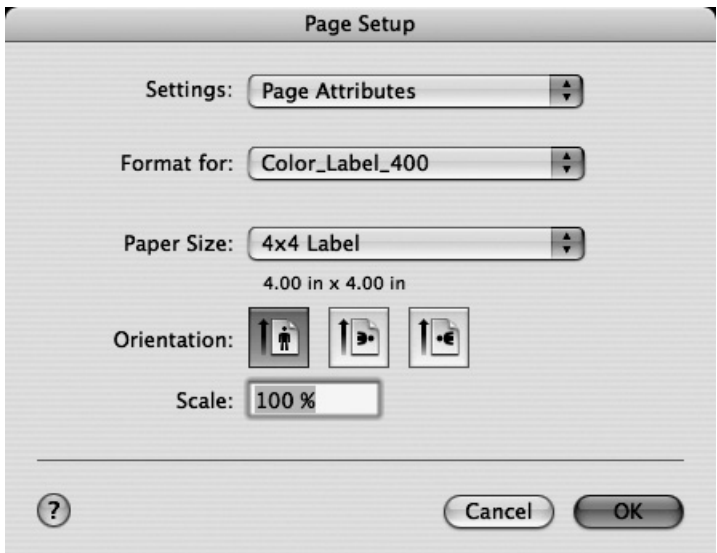 Page Setup
Settings: Page Attributes
Format for: Color_Label_400
Paper Size: 4x4 Label
4.00 in x 4.00 in
Orientation:
Scale: 100 %
? Cancel OK